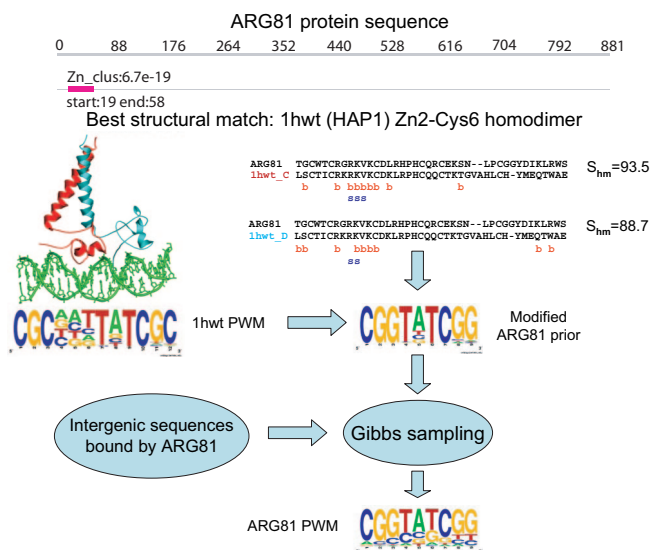 ARG81 protein sequence
0 88 176 264 352 440 528 616 704 792 881
Zn_clus:6.7e-19
start:19 end:58
Best structural match: 1hwt (HAP1) Zn2-Cys6 homodimer
ARG81 TGCWTCRGRKVKCDLRHPHCQRCEKSN--LPCGGYDIKLRWS
1hwt_C LSCTICRKRKVKCDKLRPHCQQCTKTGVAHLCH-YMEQTWAE
S_hm=93.5
b b bbbbb b b
sss
ARG81 TGCWTCRGRKVKCDLRHPHCQRCEKSN--LPCGGYDIKLRWS
1hwt_D LSCTICRKRKVKCDKLRPHCQQCTKTGVAHLCH-YMEQTWAE
S_hm=88.7
bb b bbbb b b
ss
1hwt PWM
CGGTATCGG
Modified
ARG81 prior
Intergenic sequences
bound by ARG81
Gibbs sampling
ARG81 PWM